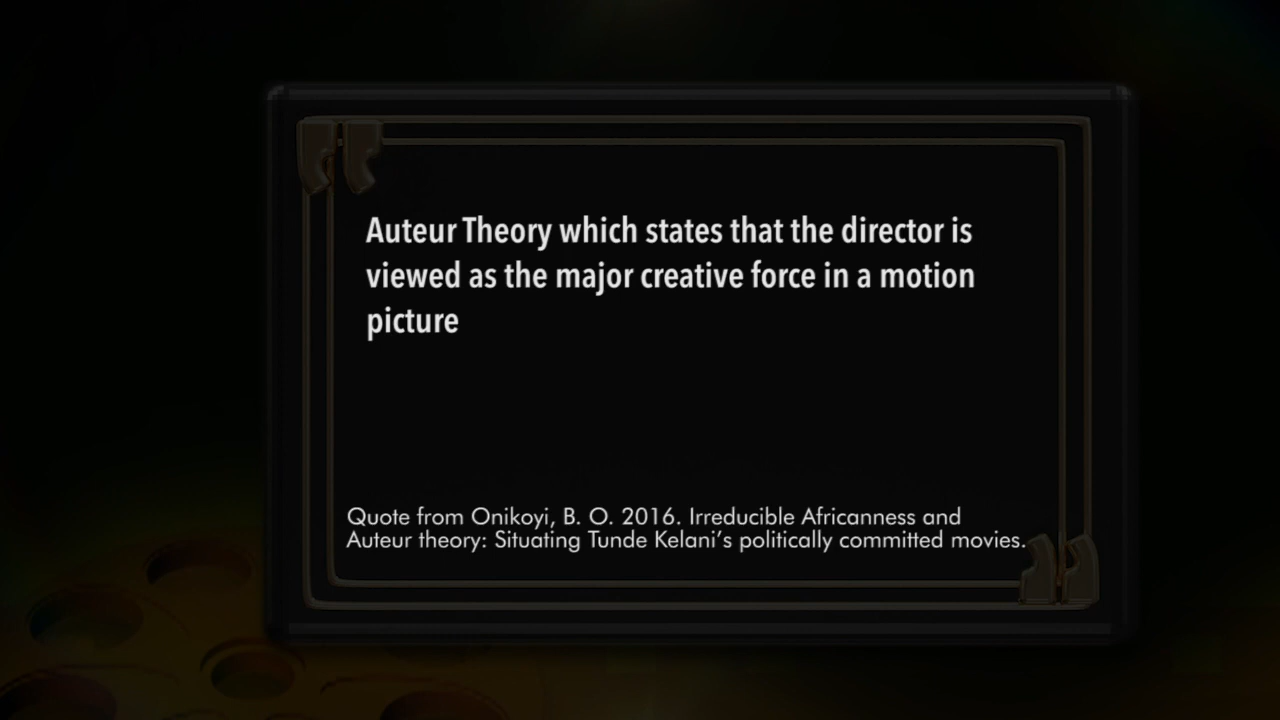 Auteur Theory which states that the director is
viewed as the major creative force in a motion
picture
Quote from Onikoyi, B. O. 2016. Irreducible Africanness and
Auteur theory: Situating Tunde Kelani's politically committed movies.